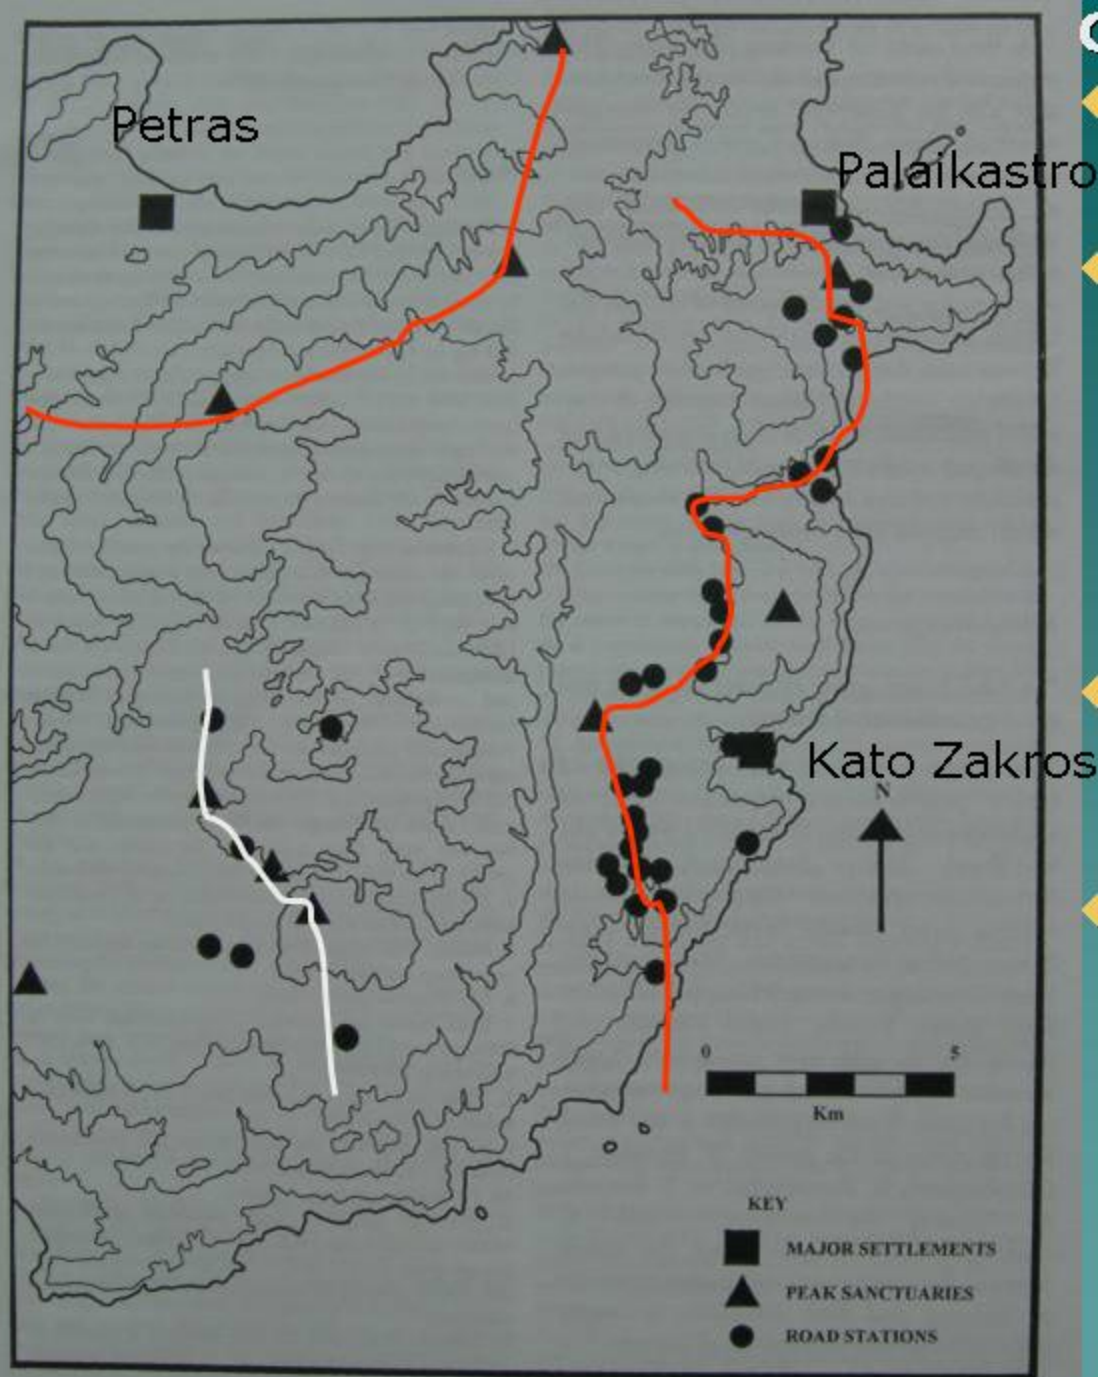 Petras
Palaikastro
Kato Zakros
N
0 5
Km
KEY
MAJOR SETTLEMENTS
PEAK SANCTUARIES
ROAD STATIONS